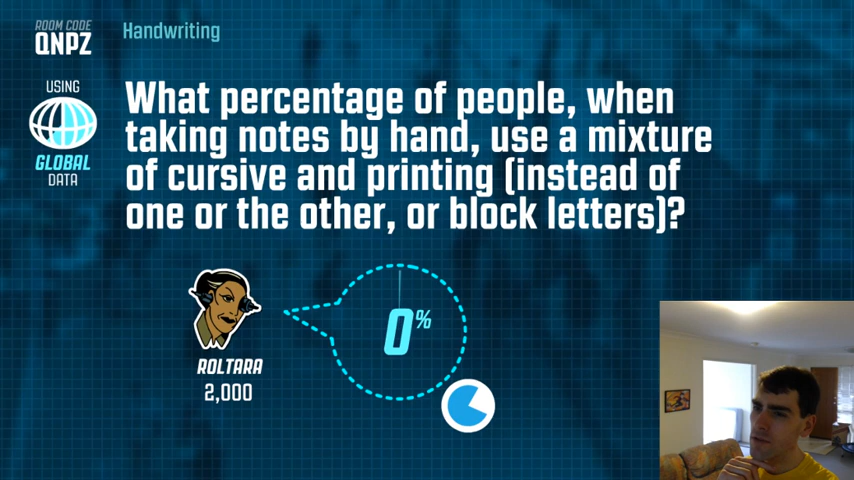 ROOM CODE
QNPZ
Handwriting
USING
GLOBAL
DATA
What percentage of people, when
taking notes by hand, use a mixture
of cursive and printing (instead of
one or the other, or block letters)?
0%
ROLTARA
2,000